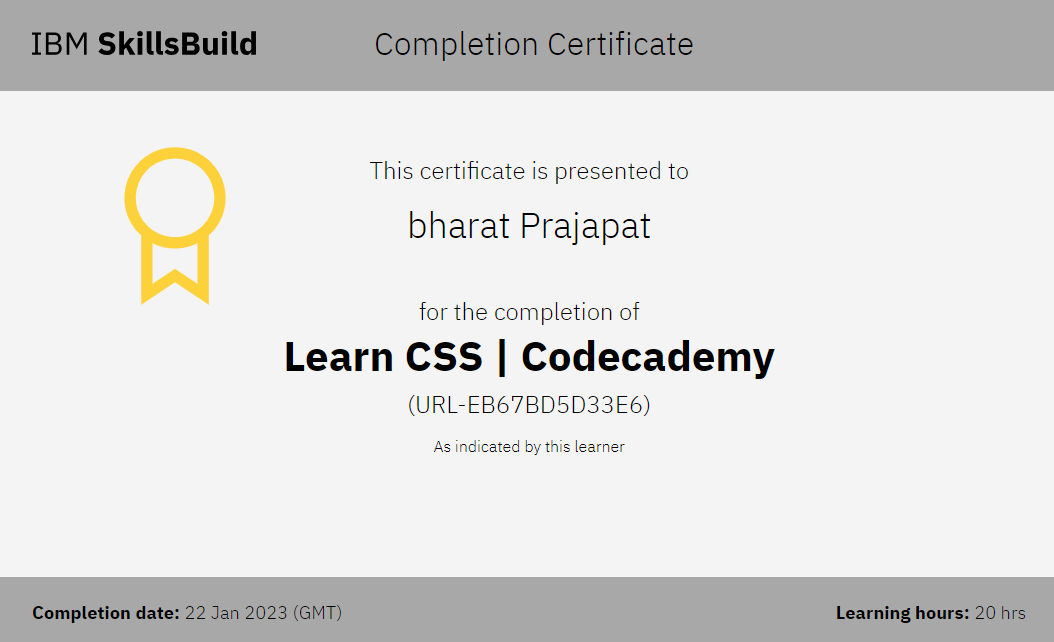 IBM SkillsBuild
Completion Certificate
This certificate is presented to
bharat Prajapat
for the completion of
Learn CSS | Codecademy
(URL-EB67BD5D33E6)
As indicated by this learner
Completion date: 22 Jan 2023 (GMT)
Learning hours: 20 hrs